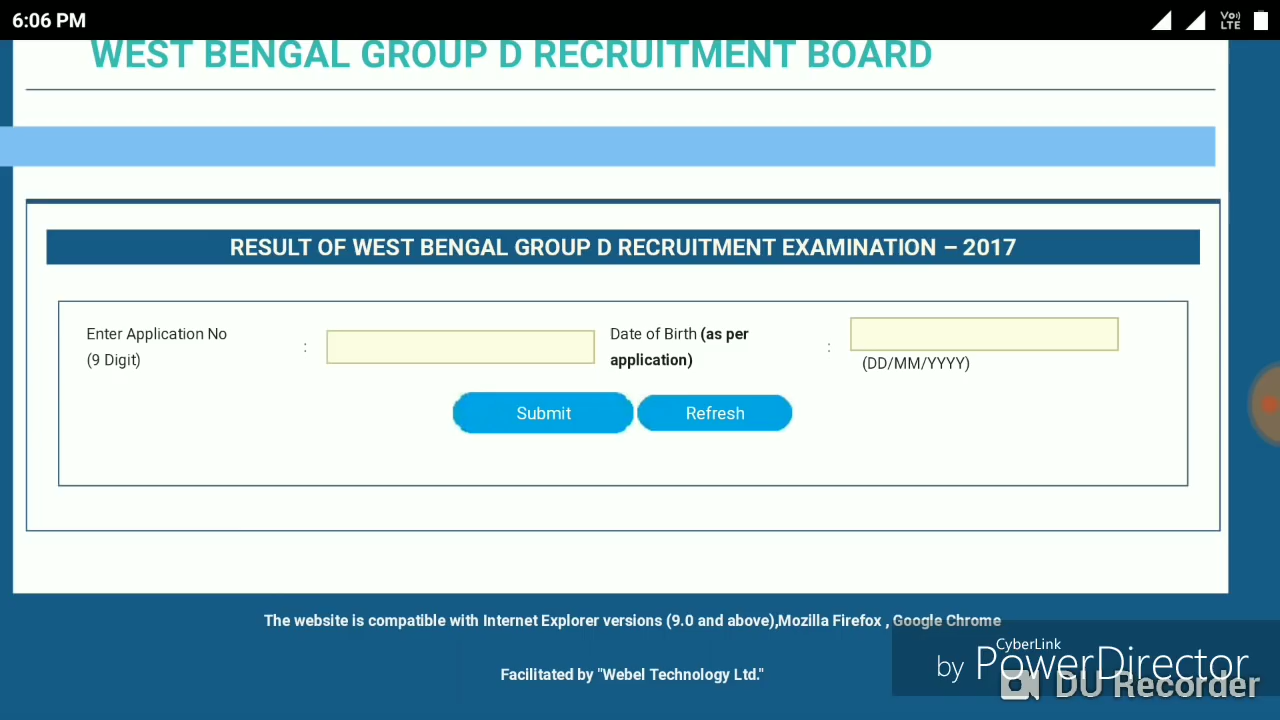 6:06 PM
Vo))
LTE
WEST BENGAL GROUP D RECRUITMENT BOARD
RESULT OF WEST BENGAL GROUP D RECRUITMENT EXAMINATION – 2017
Enter Application No
(9 Digit)
:
Date of Birth (as per
application)
:
(DD/MM/YYYY)
Submit
Refresh
The website is compatible with Internet Explorer versions (9.0 and above),Mozilla Firefox , Google Chrome
Facilitated by "Webel Technology Ltd."
CyberLink
by PowerDirector
DU Recorder